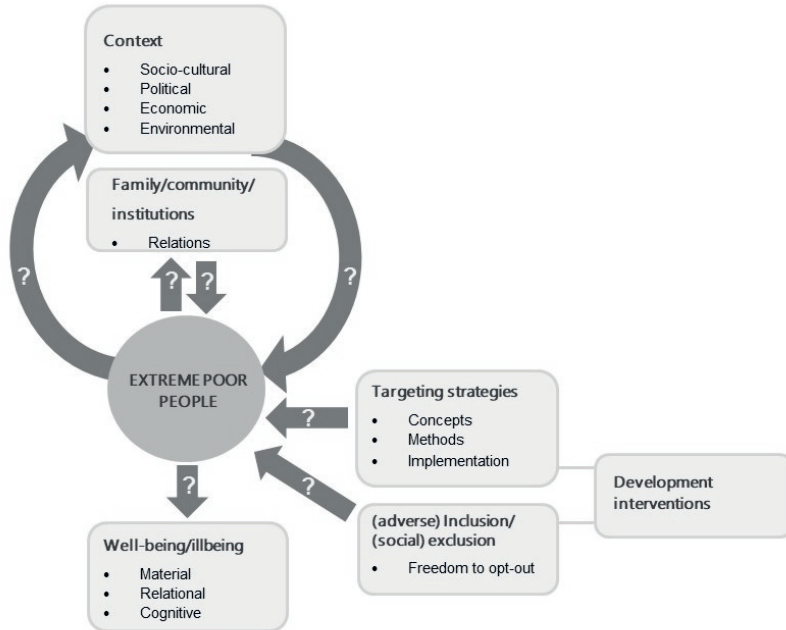 Context
• Socio-cultural
• Political
• Economic
• Environmental
Family/community/
institutions
• Relations
?
?
?
?
EXTREME POOR
PEOPLE
Targeting strategies
• Concepts
• Methods
• Implementation
?
?
Development
interventions
(adverse) Inclusion/
(social) exclusion
• Freedom to opt-out
?
Well-being/illbeing
• Material
• Relational
• Cognitive